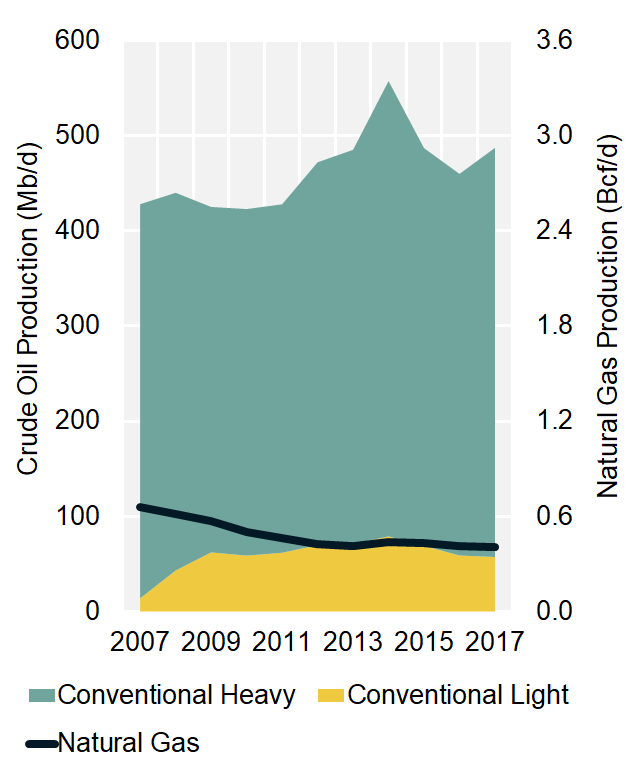 600
500
400
300
200
100
0
Crude Oil Production (Mb/d)
3.6
3.0
2.4
1.8
1.2
0.6
0.0
Natural Gas Production (Bcf/d)
2007 2009 2011 2013 2015 2017
Conventional Heavy Conventional Light
Natural Gas